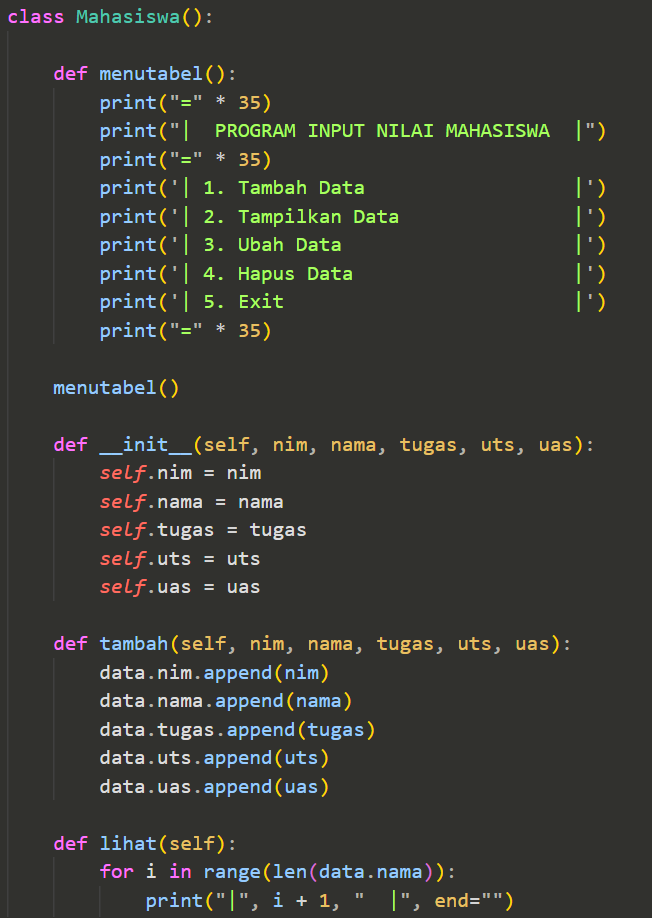 class Mahasiswa():
    def menutabel():
        print("=" * 35)
        print("|  PROGRAM INPUT NILAI MAHASISWA  |")
        print("=" * 35)
        print('| 1. Tambah Data                  |')
        print('| 2. Tampilkan Data               |')
        print('| 3. Ubah Data                    |')
        print('| 4. Hapus Data                   |')
        print('| 5. Exit                         |')
        print("=" * 35)
    menutabel()
    def __init__(self, nim, nama, tugas, uts, uas):
        self.nim = nim
        self.nama = nama
        self.tugas = tugas
        self.uts = uts
        self.uas = uas
    def tambah(self, nim, nama, tugas, uts, uas):
        data.nim.append(nim)
        data.nama.append(nama)
        data.tugas.append(tugas)
        data.uts.append(uts)
        data.uas.append(uas)
    def lihat(self):
        for i in range(len(data.nama)):
            print("|", i + 1, "  |", end="")